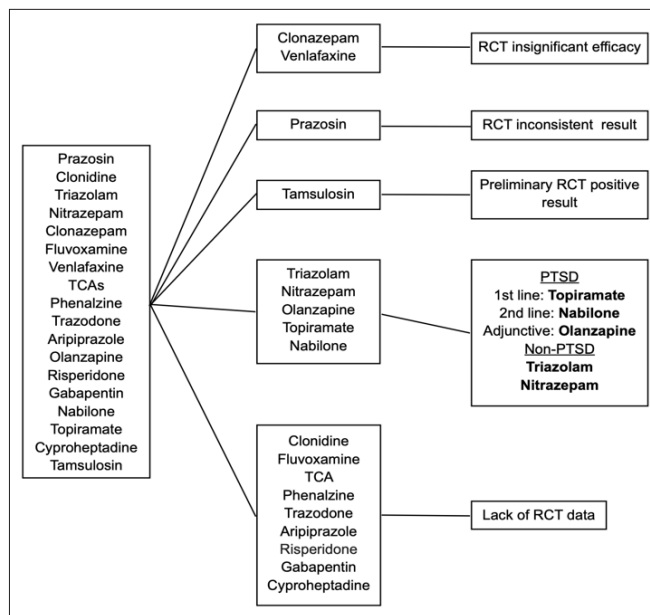 Prazosin
Clonidine
Triazolam
Nitrazepam
Clonazepam
Fluvoxamine
Venlafaxine
TCAs
Phenalzine
Trazodone
Aripiprazole
Olanzapine
Risperidone
Gabapentin
Nabilone
Topiramate
Cyproheptadine
Tamsulosin
Clonazepam
Venlafaxine
RCT insignificant efficacy
Prazosin
RCT inconsistent result
Tamsulosin
Preliminary RCT positive
result
Triazolam
Nitrazepam
Olanzapine
Topiramate
Nabilone
PTSD
1st line: Topiramate
2nd line: Nabilone
Adjunctive: Olanzapine
Non-PTSD
Triazolam
Nitrazepam
Clonidine
Fluvoxamine
TCA
Phenalzine
Trazodone
Aripiprazole
Risperidone
Gabapentin
Cyproheptadine
Lack of RCT data